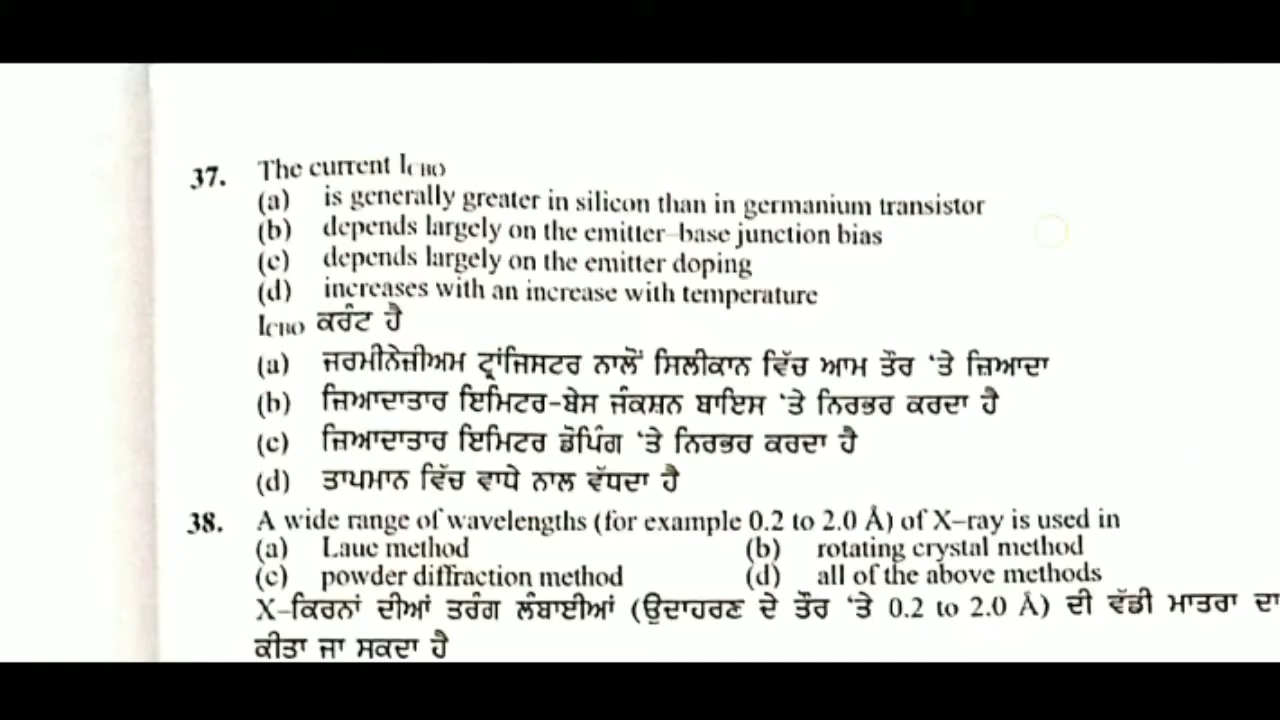 37. The current ICBO
(a) is generally greater in silicon than in germanium transistor
(b) depends largely on the emitter–base junction bias
(c) depends largely on the emitter doping
(d) increases with an increase with temperature
ICBO ਕਰੰਟ ਹੈ
(a) ਜਰਮੀਨੇਜ਼ੀਅਮ ਟ੍ਰਾਂਜਿਸਟਰ ਨਾਲੋਂ ਸਿਲੀਕਾਨ ਵਿੱਚ ਆਮ ਤੌਰ 'ਤੇ ਜ਼ਿਆਦਾ
(b) ਜ਼ਿਆਦਾਤਾਰ ਇਮਿਟਰ-ਬੇਸ ਜੰਕਸ਼ਨ ਬਾਇਸ 'ਤੇ ਨਿਰਭਰ ਕਰਦਾ ਹੈ
(c) ਜ਼ਿਆਦਾਤਾਰ ਇਮਿਟਰ ਡੋਪਿੰਗ 'ਤੇ ਨਿਰਭਰ ਕਰਦਾ ਹੈ
(d) ਤਾਪਮਾਨ ਵਿੱਚ ਵਾਧੇ ਨਾਲ ਵੱਧਦਾ ਹੈ
38. A wide range of wavelengths (for example 0.2 to 2.0 Å) of X–ray is used in
(a) Laue method (b) rotating crystal method
(c) powder diffraction method (d) all of the above methods
X–ਕਿਰਨਾਂ ਦੀਆਂ ਤਰੰਗ ਲੰਬਾਈਆਂ (ਉਦਾਹਰਣ ਦੇ ਤੌਰ 'ਤੇ 0.2 to 2.0 Å) ਦੀ ਵੱਡੀ ਮਾਤਰਾ ਦਾ
ਕੀਤਾ ਜਾ ਸਕਦਾ ਹੈ